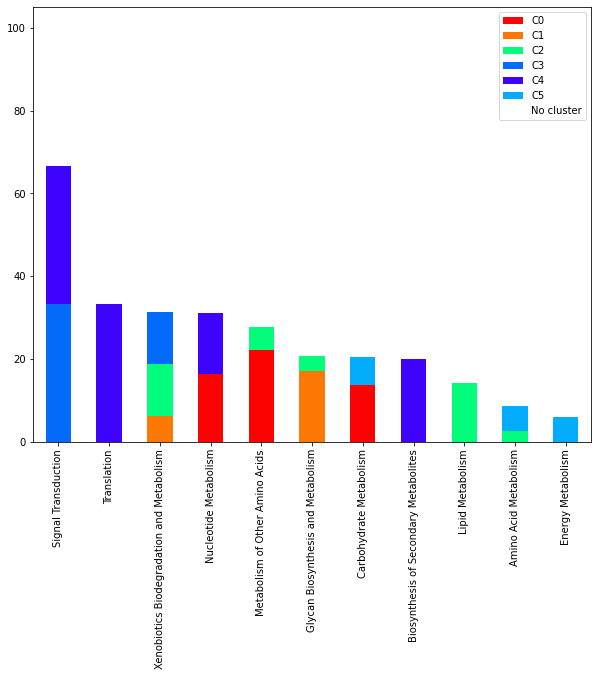 100
80
60
40
20
0
C0
C1
C2
C3
C4
C5
No cluster
Signal Transduction
Translation
Xenobiotics Biodegradation and Metabolism
Nucleotide Metabolism
Metabolism of Other Amino Acids
Glycan Biosynthesis and Metabolism
Carbohydrate Metabolism
Biosynthesis of Secondary Metabolites
Lipid Metabolism
Amino Acid Metabolism
Energy Metabolism